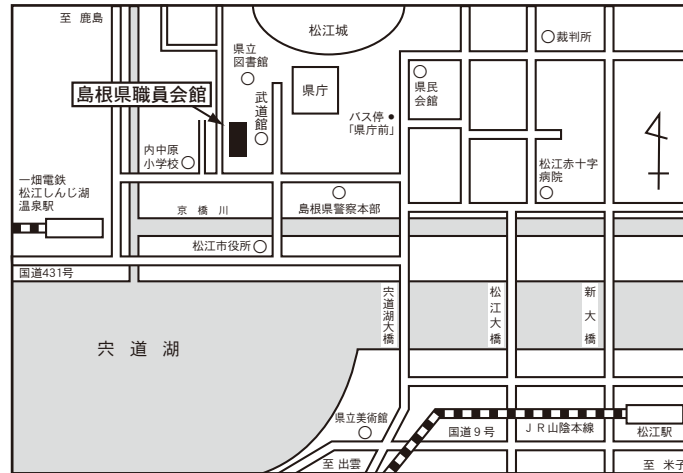 至 鹿島
松江城
裁判所
県立
図書館
県庁
県民
会館
島根県職員会館
武道館
バス停
「県庁前」
内中原
小学校
松江赤十字
病院
一畑電鉄
松江しんじ湖
温泉駅
京 橋 川
島根県警察本部
松江市役所
国道431号
宍道湖大橋
松江大橋
新大橋
宍 道 湖
県立美術館
国道９号
ＪＲ山陰本線
松江駅
至 出雲
至 米子